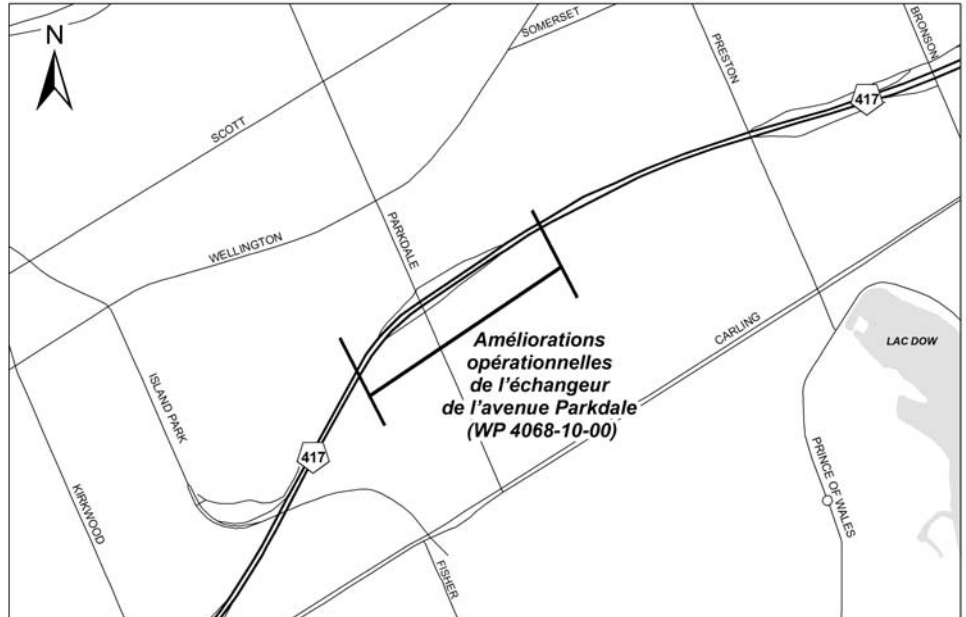 N
SOMERSET
PRESTON
BRONSON
417
SCOTT
PARKDALE
WELLINGTON
Améliorations
opérationnelles
de l'échangeur
de l'avenue Parkdale
(WP 4068-10-00)
CARLING
LAC DOW
ISLAND PARK
417
PRINCE OF WALES
KIRKWOOD
FISHER